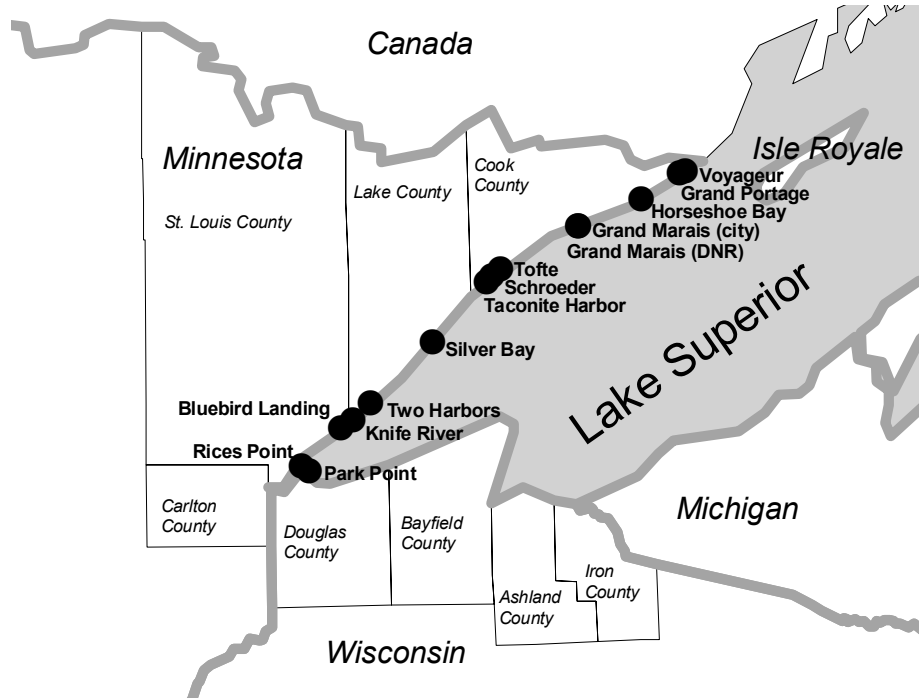 Canada
Isle Royale
Minnesota
Cook
County
Voyageur
Grand Portage
Lake County
Horseshoe Bay
St. Louis County
Grand Marais (city)
Grand Marais (DNR)
Tofte
Schroeder
Taconite Harbor
Lake Superior
Silver Bay
Bluebird Landing
Two Harbors
Knife River
Rices Point
Park Point
Carlton
County
Michigan
Douglas
County
Bayfield
County
Iron
County
Ashland
County
Wisconsin